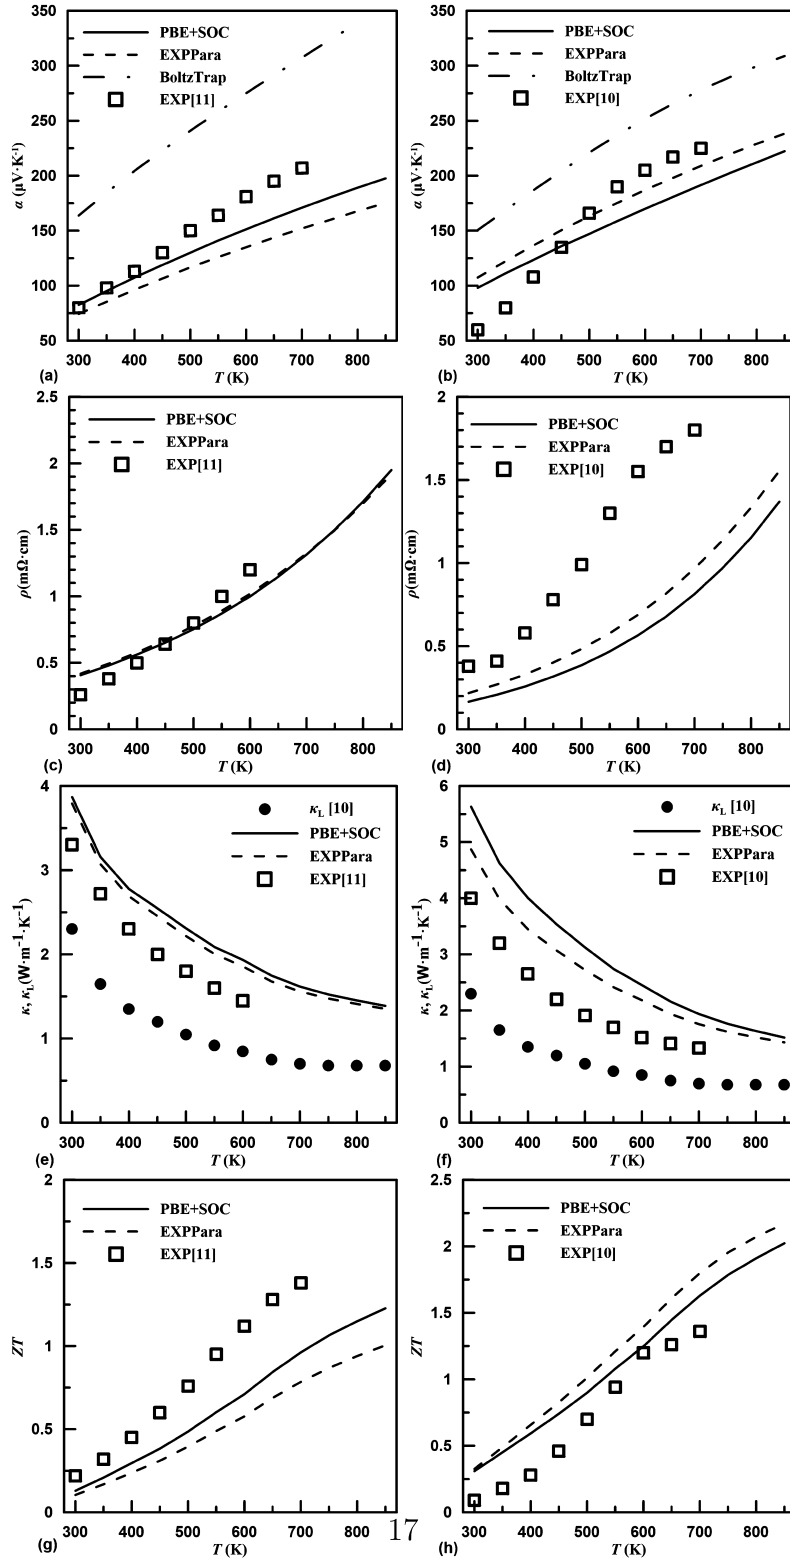 350
300
250
200
150
100
50
α (μV·K⁻¹)
PBE+SOC
EXPPara
BoltzTrap
EXP[11]
300 400 500 600 700 800
(a) T (K)
350
300
250
200
150
100
50
α (μV·K⁻¹)
PBE+SOC
EXPPara
BoltzTrap
EXP[10]
300 400 500 600 700 800
(b) T (K)
2.5
2
1.5
1
0.5
0
ρ(mΩ·cm)
PBE+SOC
EXPPara
EXP[11]
300 400 500 600 700 800
(c) T (K)
2
1.5
1
0.5
0
ρ(mΩ·cm)
PBE+SOC
EXPPara
EXP[10]
300 400 500 600 700 800
(d) T (K)
4
3
2
1
0
κ, κL(W·m⁻¹·K⁻¹)
κL [10]
PBE+SOC
EXPPara
EXP[11]
300 400 500 600 700 800
(e) T (K)
6
5
4
3
2
1
0
κ, κL(W·m⁻¹·K⁻¹)
κL [10]
PBE+SOC
EXPPara
EXP[10]
300 400 500 600 700 800
(f) T (K)
2
1.5
1
0.5
0
ZT
PBE+SOC
EXPPara
EXP[11]
300 400 500 600 700 800
(g) T (K)
2.5
2
1.5
1
0.5
0
ZT
PBE+SOC
EXPPara
EXP[10]
300 400 500 600 700 800
(h) T (K)
17